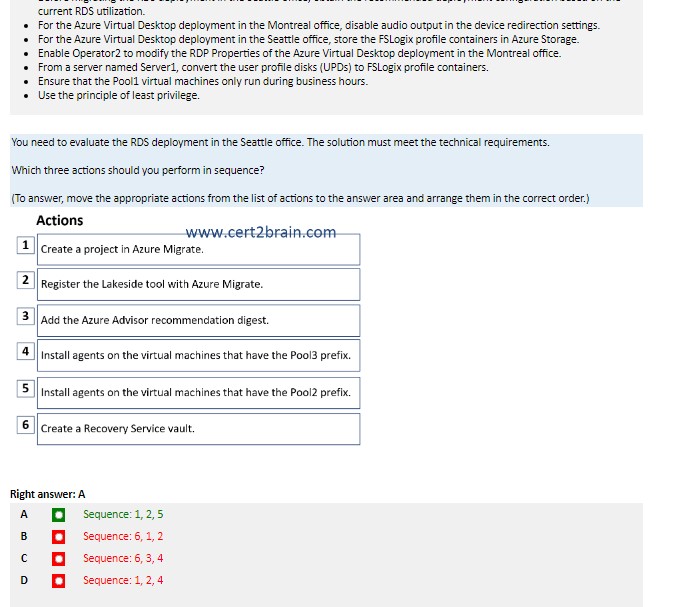 current RDS utilization.
• For the Azure Virtual Desktop deployment in the Montreal office, disable audio output in the device redirection settings.
• For the Azure Virtual Desktop deployment in the Seattle office, store the FSLogix profile containers in Azure Storage.
• Enable Operator2 to modify the RDP Properties of the Azure Virtual Desktop deployment in the Montreal office.
• From a server named Server1, convert the user profile disks (UPDs) to FSLogix profile containers.
• Ensure that the Pool1 virtual machines only run during business hours.
• Use the principle of least privilege.
You need to evaluate the RDS deployment in the Seattle office. The solution must meet the technical requirements.
Which three actions should you perform in sequence?
(To answer, move the appropriate actions from the list of actions to the answer area and arrange them in the correct order.)
Actions
www.cert2brain.com
1 Create a project in Azure Migrate.
2 Register the Lakeside tool with Azure Migrate.
3 Add the Azure Advisor recommendation digest.
4 Install agents on the virtual machines that have the Pool3 prefix.
5 Install agents on the virtual machines that have the Pool2 prefix.
6 Create a Recovery Service vault.
Right answer: A
A Sequence: 1, 2, 5
B Sequence: 6, 1, 2
C Sequence: 6, 3, 4
D Sequence: 1, 2, 4